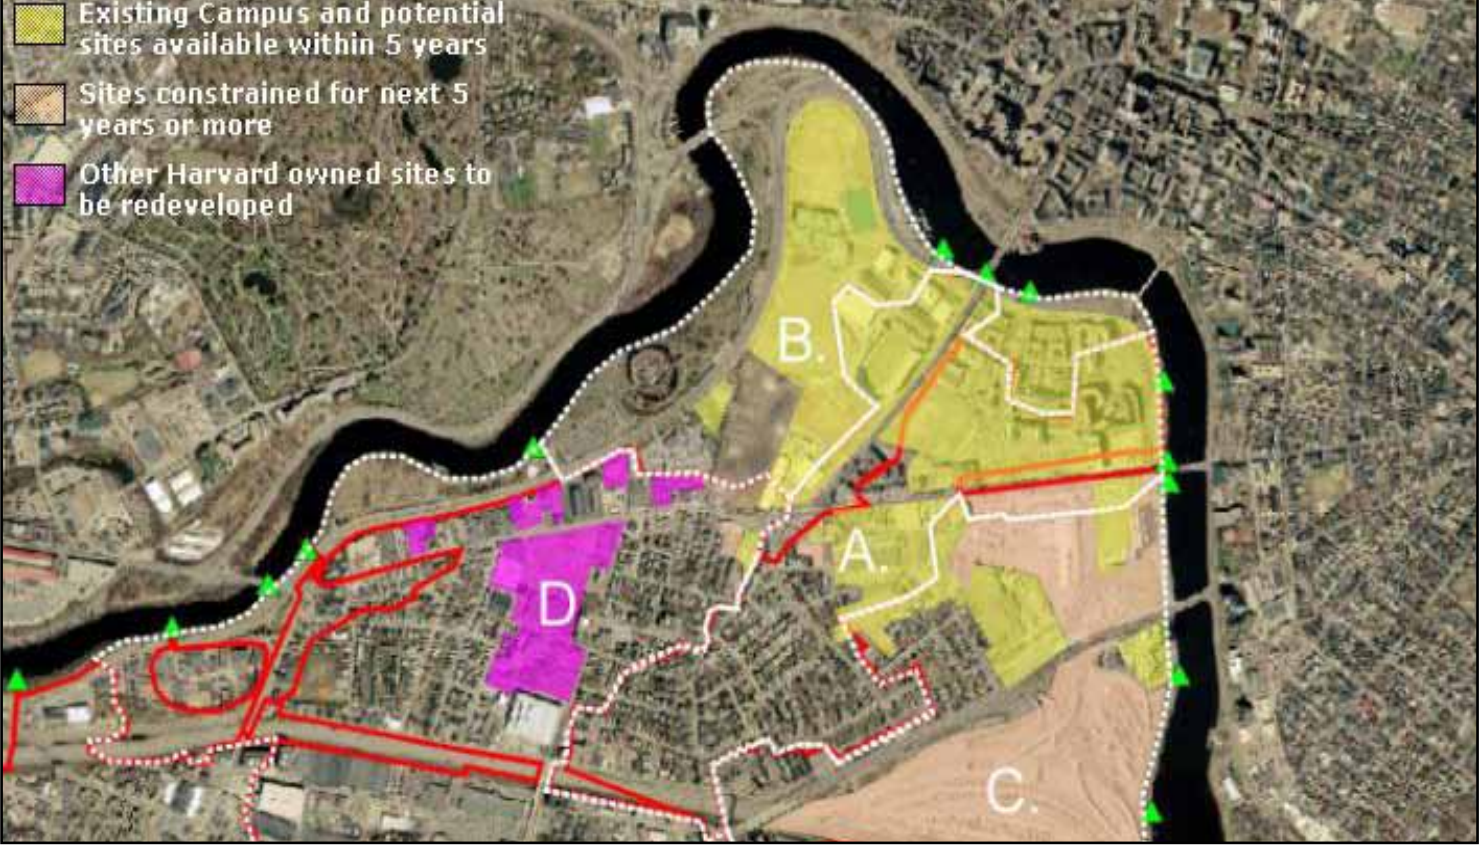 Existing Campus and potential
sites available within 5 years
Sites constrained for next 5
years or more
Other Harvard owned sites to
be redeveloped
B.
A.
D.
C.